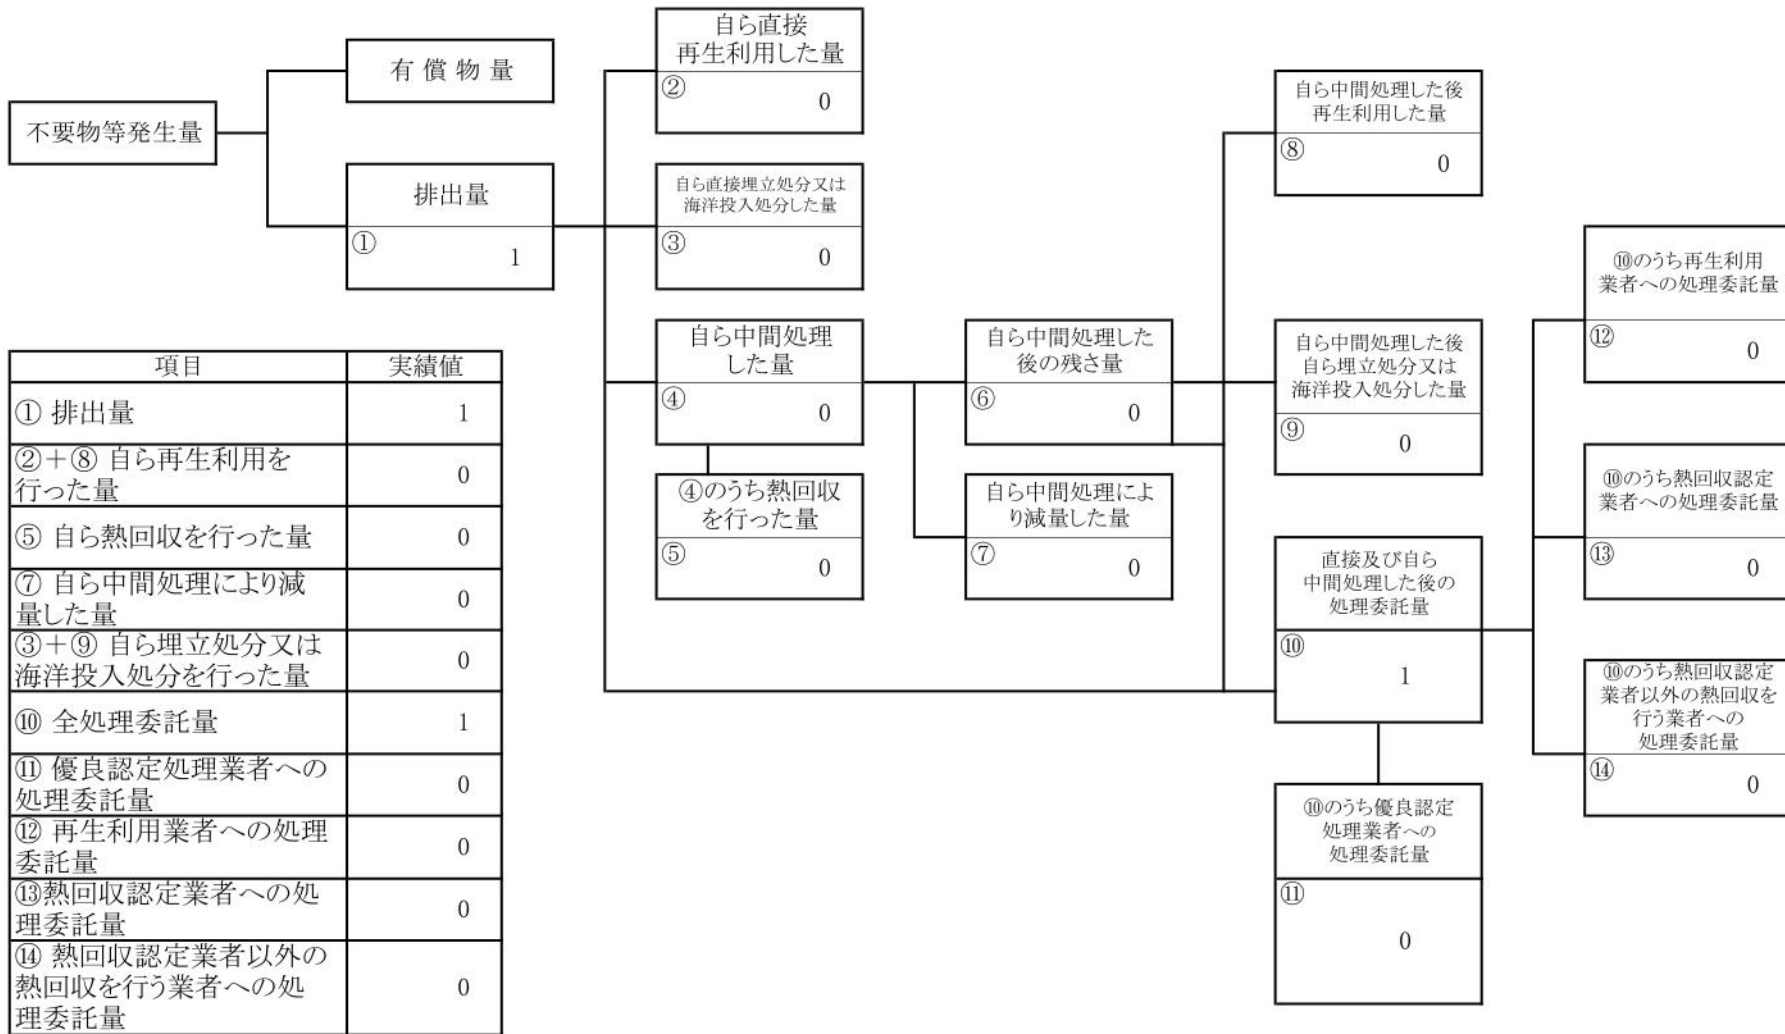 不要物等発生量
有償物量
排出量
①
1
自ら直接
再生利用した量
②
0
自ら直接埋立処分又は
海洋投入処分した量
③
0
自ら中間処理
した量
④
0
④のうち熱回収
を行った量
⑤
0
自ら中間処理した
後の残さ量
⑥
0
自ら中間処理によ
り減量した量
⑦
0
自ら中間処理した後
再生利用した量
⑧
0
自ら中間処理した後
自ら埋立処分又は
海洋投入処分した量
⑨
0
直接及び自ら
中間処理した後の
処理委託量
⑩
1
⑩のうち優良認定
処理業者への
処理委託量
⑪
0
⑩のうち再生利用
業者への処理委託量
⑫
0
⑩のうち熱回収認定
業者への処理委託量
⑬
0
⑩のうち熱回収認定
業者以外の熱回収を
行う業者への
処理委託量
⑭
0
項目 実績値
① 排出量 1
②+⑧ 自ら再生利用を
行った量 0
⑤ 自ら熱回収を行った量 0
⑦ 自ら中間処理により減
量した量 0
③+⑨ 自ら埋立処分又は
海洋投入処分を行った量 0
⑩ 全処理委託量 1
⑪ 優良認定処理業者への
処理委託量 0
⑫ 再生利用業者への処理
委託量 0
⑬熱回収認定業者への処
理委託量 0
⑭ 熱回収認定業者以外の
熱回収を行う業者への処 0
理委託量